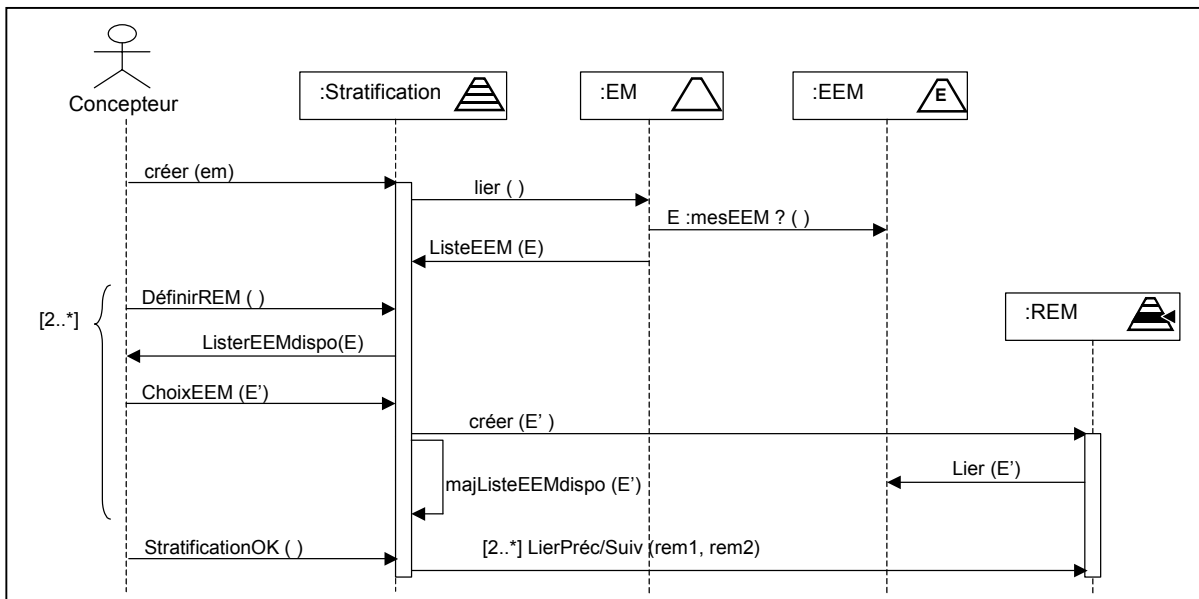 Concepteur
:Stratification
:EM
:EEM
E
créer (em)
lier ( )
E :mesEEM ? ( )
ListeEEM (E)
[2..*]
DéfinirREM ( )
:REM
ListerEEMdispo(E)
ChoixEEM (E’)
créer (E’ )
Lier (E’)
majListeEEMdispo (E’)
StratificationOK ( )
[2..*] LierPréc/Suiv (rem1, rem2)